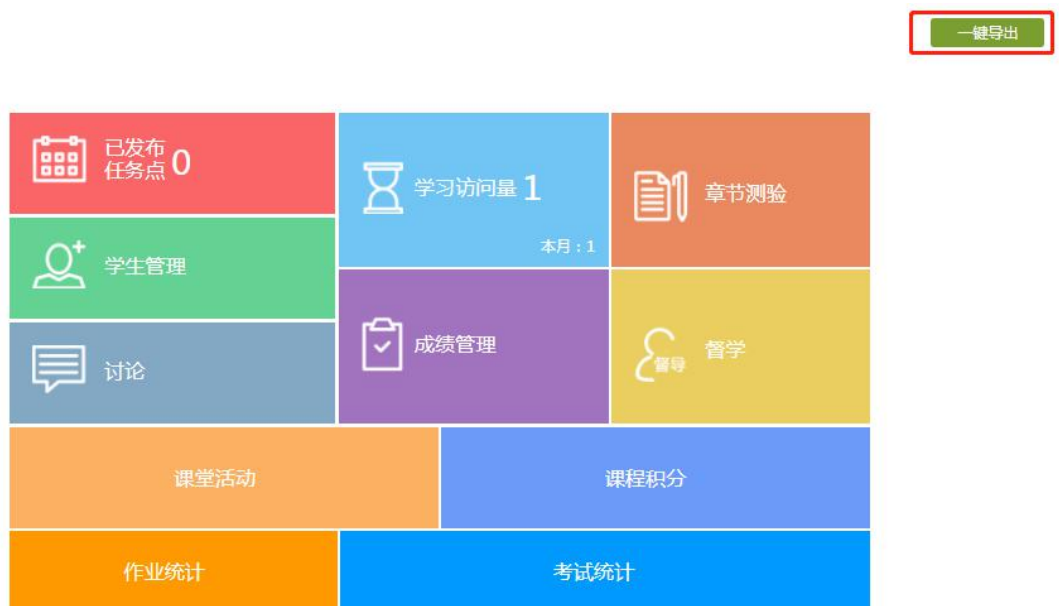 一键导出
已发布
任务点 0
学习访问量 1
本月：1
章节测验
学生管理
讨论
成绩管理
督导
督学
课堂活动
课程积分
作业统计
考试统计